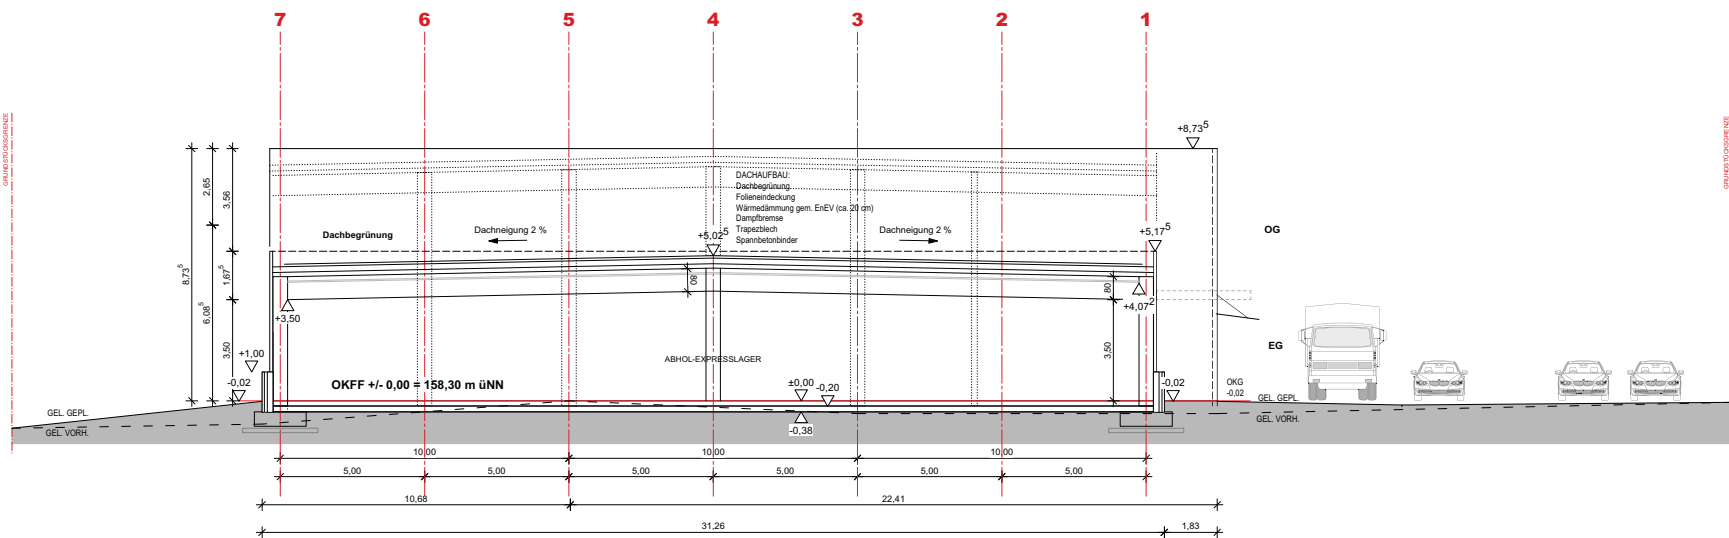 7 6 5 4 3 2 1
GRUNDSTÜCKSGRENZE
GRUNDSTÜCKSGRENZE
+8,73⁵
8,73⁵
2,65
6,08⁵
3,56
1,67⁵
3,50
DACHAUFBAU:
Dachbegrünung
Folieneindeckung
Wärmedämmung gem. EnEV (ca. 20 cm)
Dampfbremse
Trapezblech
Spannbetonbinder
Dachbegrünung
Dachneigung 2 %
+5,02⁵
Dachneigung 2 %
+5,17⁵
OG
80
80
+3,50
+4,07²
3,50
EG
ABHOL-EXPRESSLAGER
+1,00
-0,02
OKFF +/- 0,00 = 158,30 m üNN
±0,00
-0,20
-0,02
OKG
-0,02
GEL. GEPL.
GEL. VORH.
GEL. GEPL.
GEL. VORH.
-0,38
10,00 10,00 10,00
5,00 5,00 5,00 5,00 5,00 5,00
10,68 22,41
31,26 1,83